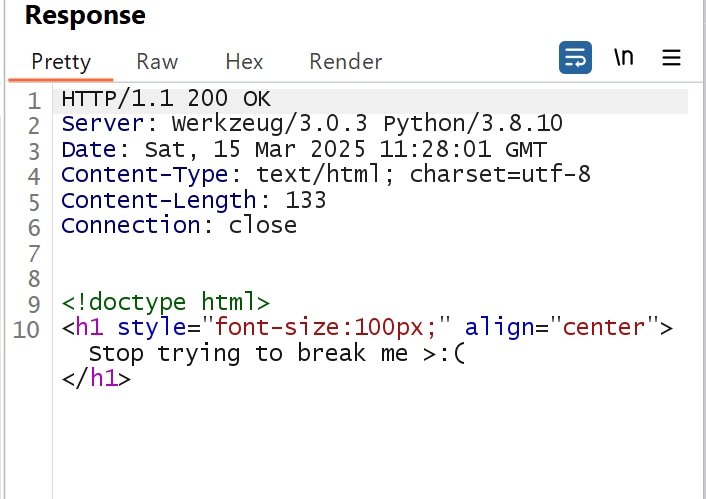 Response
Pretty Raw Hex Render \n
1 HTTP/1.1 200 OK
2 Server: Werkzeug/3.0.3 Python/3.8.10
3 Date: Sat, 15 Mar 2025 11:28:01 GMT
4 Content-Type: text/html; charset=utf-8
5 Content-Length: 133
6 Connection: close
7
8
9 <!doctype html>
10 <h1 style="font-size:100px;" align="center">
Stop trying to break me >:(
</h1>